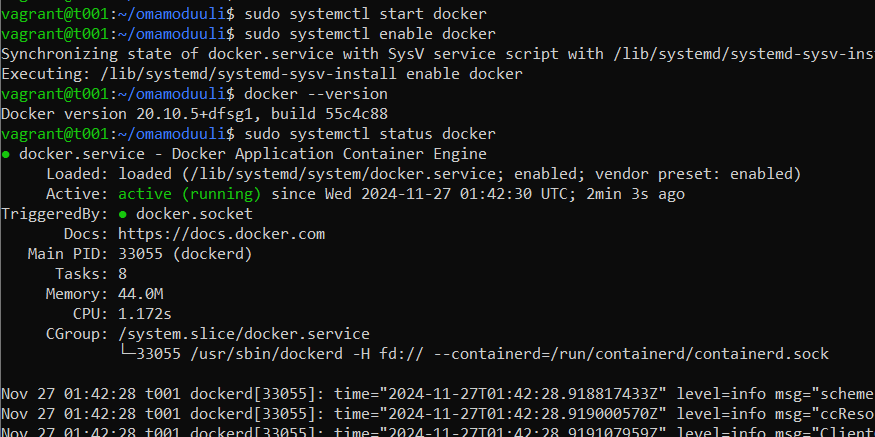 vagrant@t001:~/omamoduuli$ sudo systemctl start docker
vagrant@t001:~/omamoduuli$ sudo systemctl enable docker
Synchronizing state of docker.service with SysV service script with /lib/systemd/systemd-sysv-ins
Executing: /lib/systemd/systemd-sysv-install enable docker
vagrant@t001:~/omamoduuli$ docker --version
Docker version 20.10.5+dfsg1, build 55c4c88
vagrant@t001:~/omamoduuli$ sudo systemctl status docker
● docker.service - Docker Application Container Engine
     Loaded: loaded (/lib/systemd/system/docker.service; enabled; vendor preset: enabled)
     Active: active (running) since Wed 2024-11-27 01:42:30 UTC; 2min 3s ago
TriggeredBy: ● docker.socket
       Docs: https://docs.docker.com
   Main PID: 33055 (dockerd)
      Tasks: 8
     Memory: 44.0M
        CPU: 1.172s
     CGroup: /system.slice/docker.service
             └─33055 /usr/sbin/dockerd -H fd:// --containerd=/run/containerd/containerd.sock
Nov 27 01:42:28 t001 dockerd[33055]: time="2024-11-27T01:42:28.918817433Z" level=info msg="scheme
Nov 27 01:42:28 t001 dockerd[33055]: time="2024-11-27T01:42:28.919000570Z" level=info msg="ccReso
Nov 27 01:42:28 t001 dockerd[33055]: time="2024-11-27T01:42:28.919107959Z" level=info msg="Client